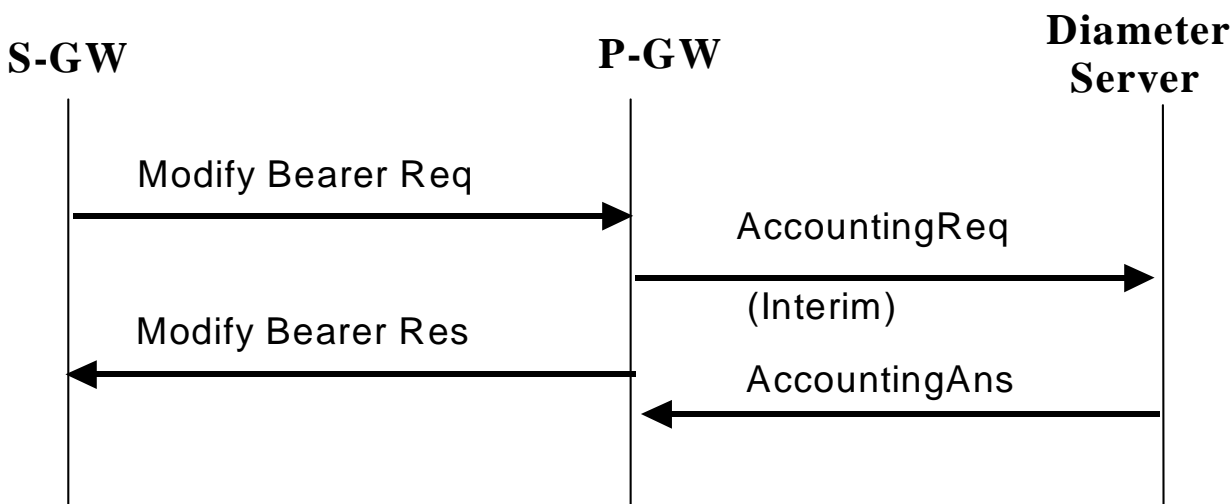 S-GW
P-GW
Diameter
Server
Modify Bearer Req
AccountingReq
(Interim)
Modify Bearer Res
AccountingAns